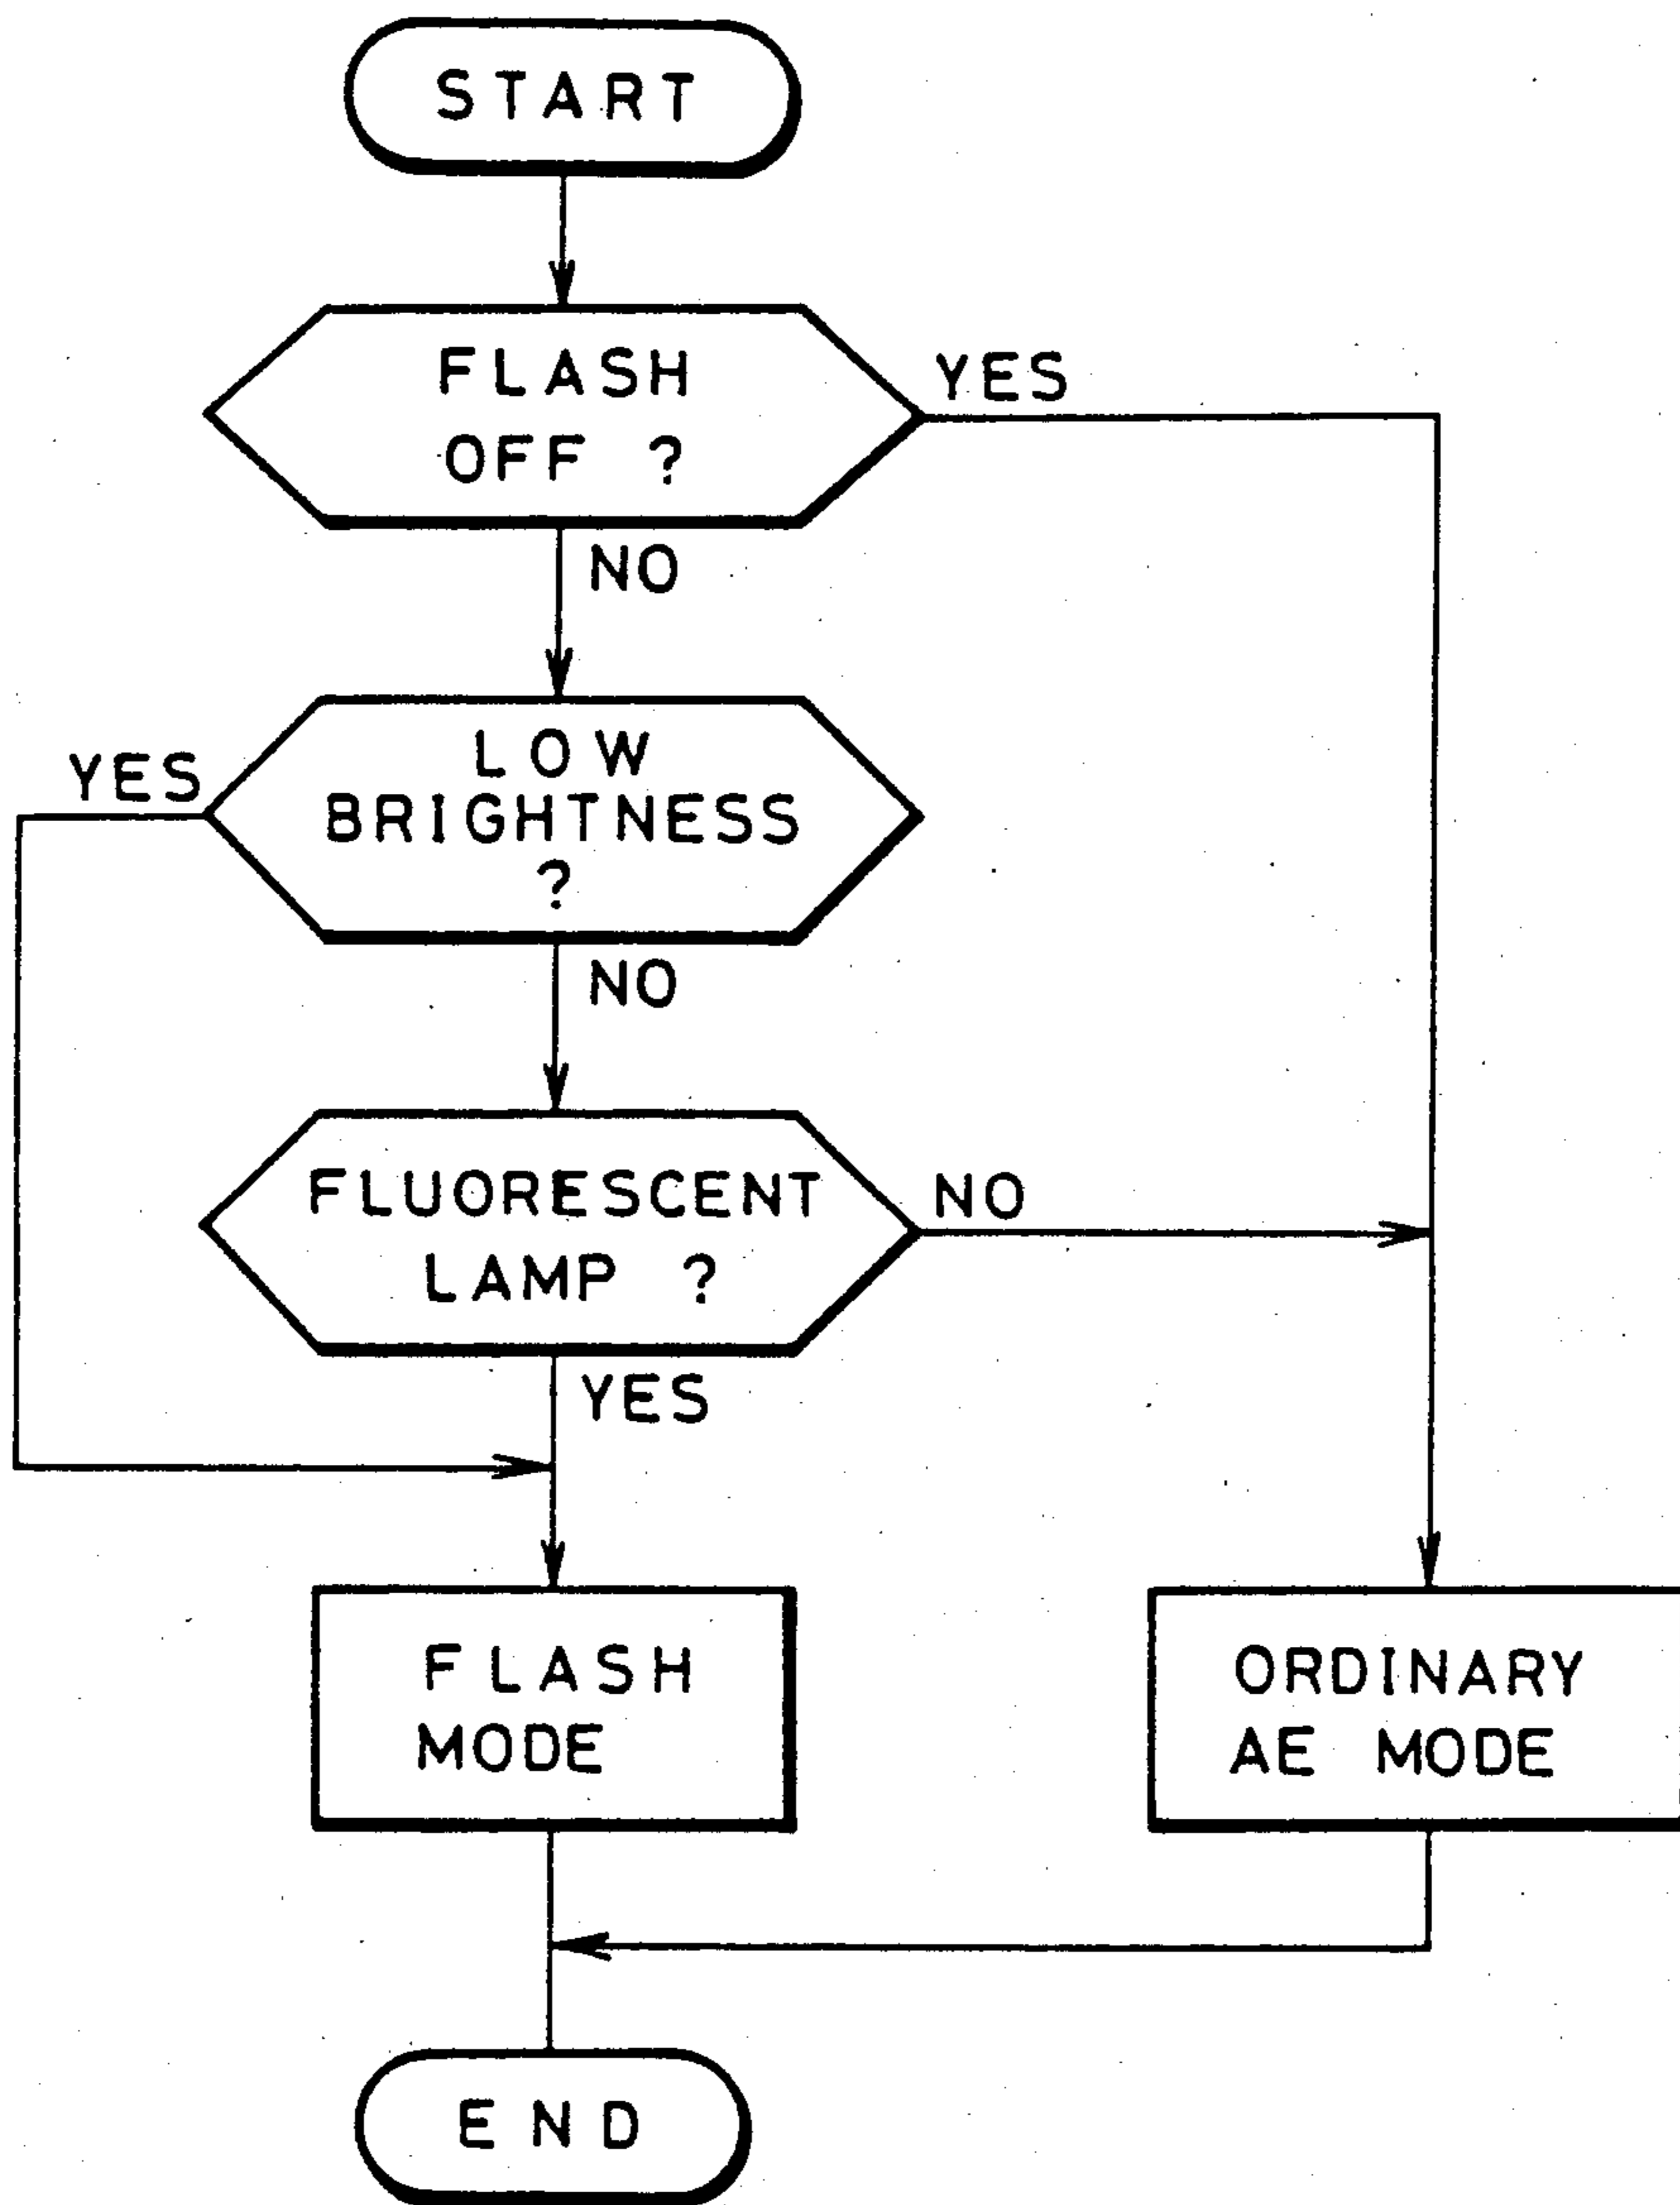 START
FLASH
OFF ?
YES
NO
LOW
BRIGHTNESS
?
YES
NO
FLUORESCENT
LAMP ?
NO
YES
FLASH
MODE
ORDINARY
AE MODE
END